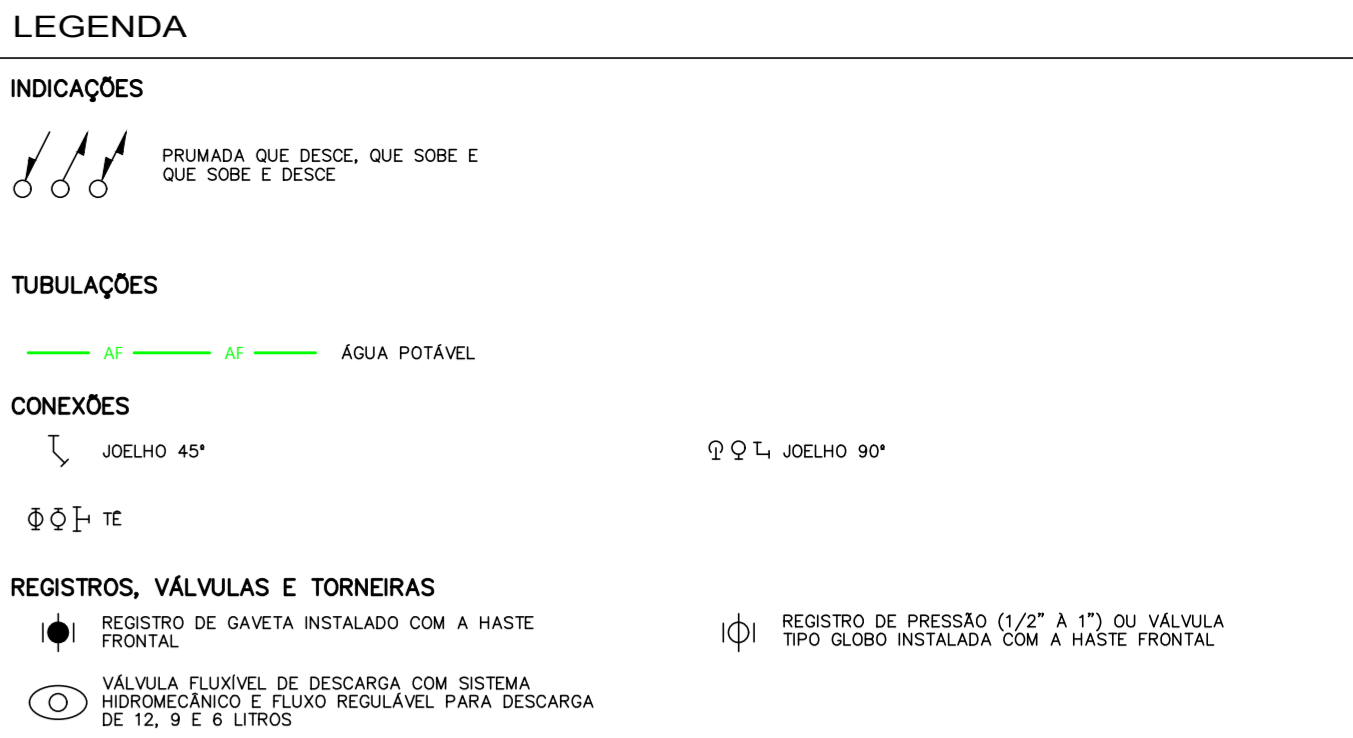 LEGENDA
INDICAÇÕES
PRUMADA QUE DESCE, QUE SOBE E
QUE SOBE E DESCE
TUBULAÇÕES
AF AF ÁGUA POTÁVEL
CONEXÕES
JOELHO 45°
JOELHO 90°
TÊ
REGISTROS, VÁLVULAS E TORNEIRAS
REGISTRO DE GAVETA INSTALADO COM A HASTE
FRONTAL
REGISTRO DE PRESSÃO (1/2" À 1") OU VÁLVULA
TIPO GLOBO INSTALADA COM A HASTE FRONTAL
VÁLVULA FLUXÍVEL DE DESCARGA COM SISTEMA
HIDROMECÂNICO E FLUXO REGULÁVEL PARA DESCARGA
DE 12, 9 E 6 LITROS